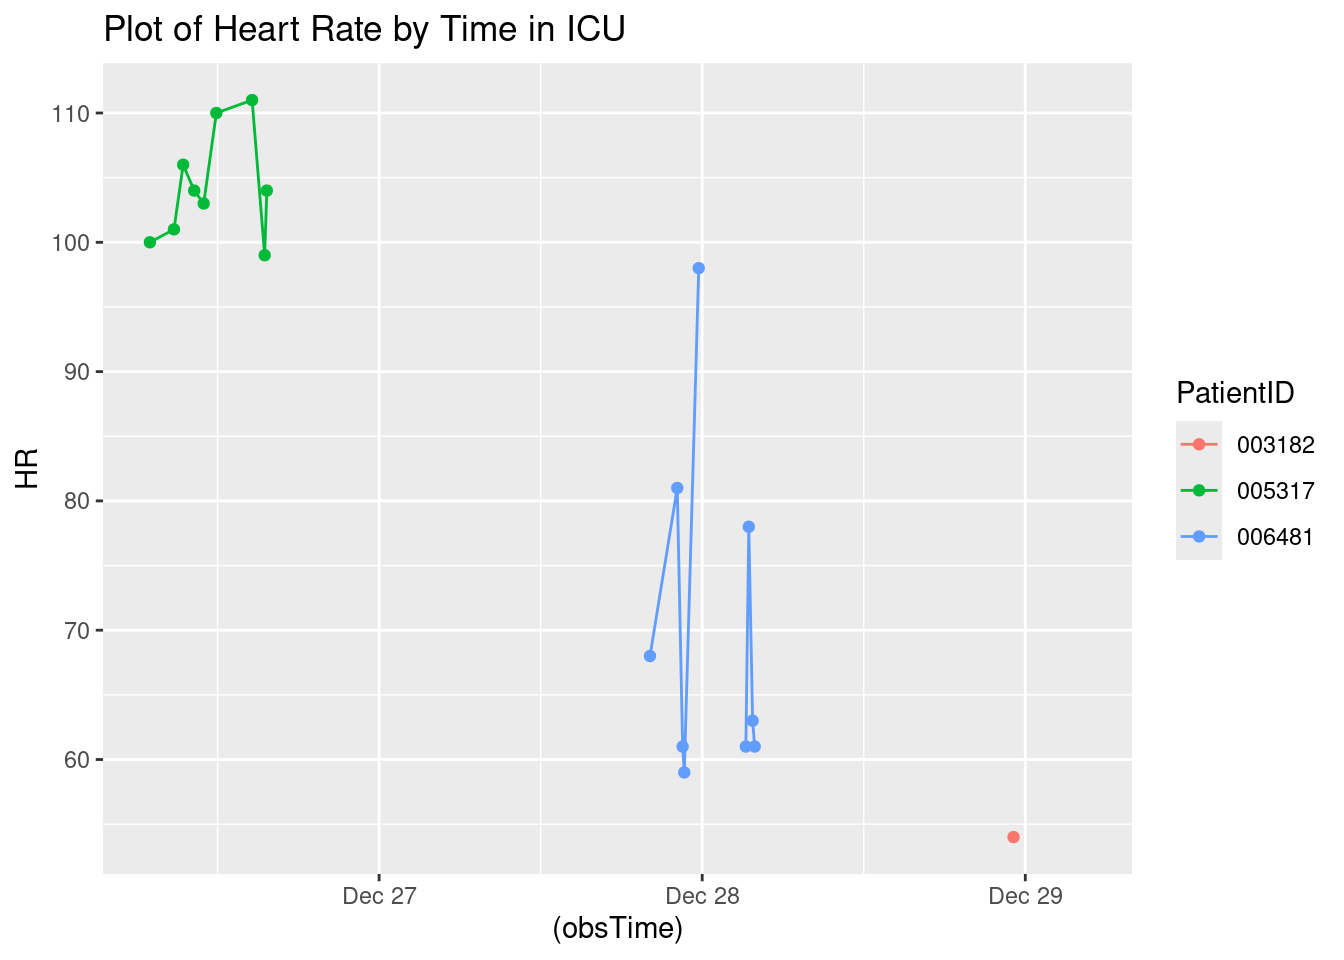 Plot of Heart Rate by Time in ICU
110
100
90
80
70
60
HR
Dec 27
Dec 28
Dec 29
(obsTime)
PatientID
003182
005317
006481